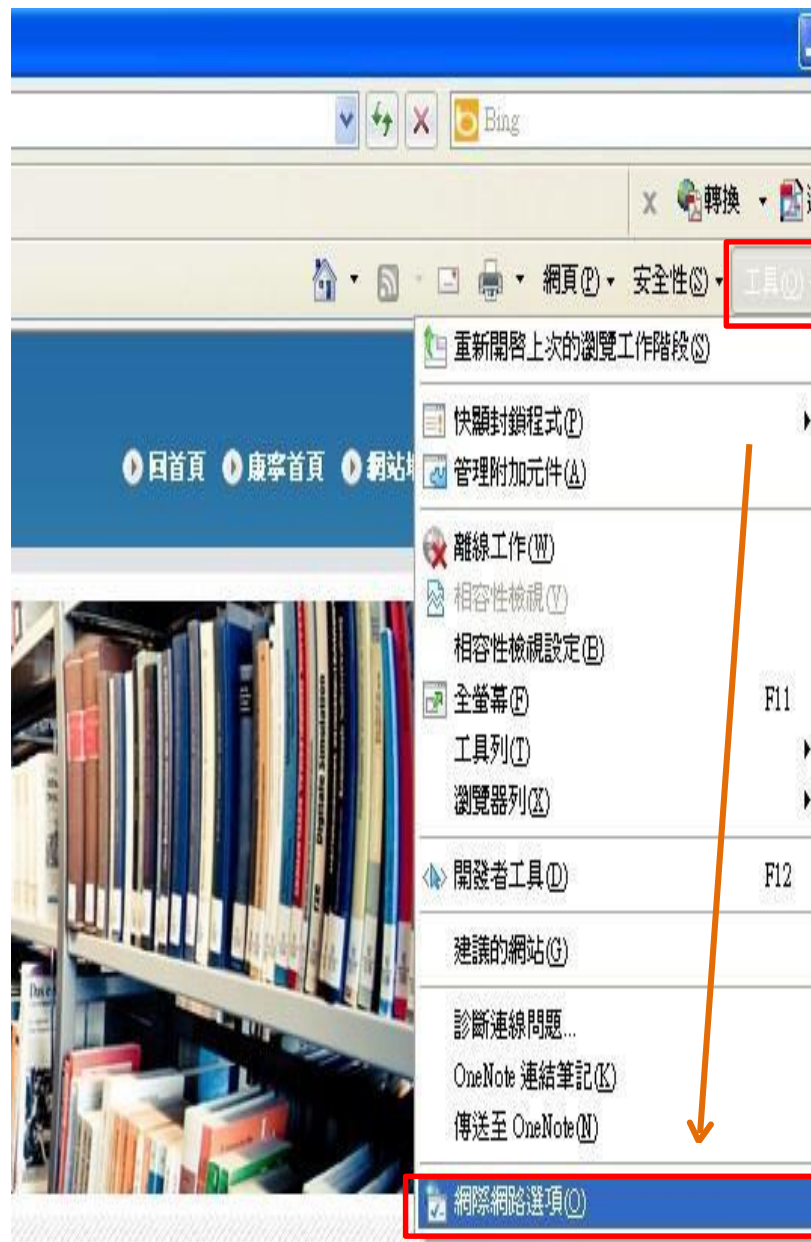 Bing
轉換
網頁(P) 安全性(S) 工具(O)
重新開啟上次的瀏覽工作階段(S)
快顯封鎖程式(P)
管理附加元件(A)
回首頁 康寧首頁 網站
離線工作(W)
相容性檢視(V)
相容性檢視設定(B)
全螢幕(F) F11
工具列(T)
瀏覽器列(X)
開發者工具(D) F12
建議的網站(G)
診斷連線問題...
OneNote 連結筆記(K)
傳送至 OneNote(N)
網際網路選項(O)
Digitale Simulation